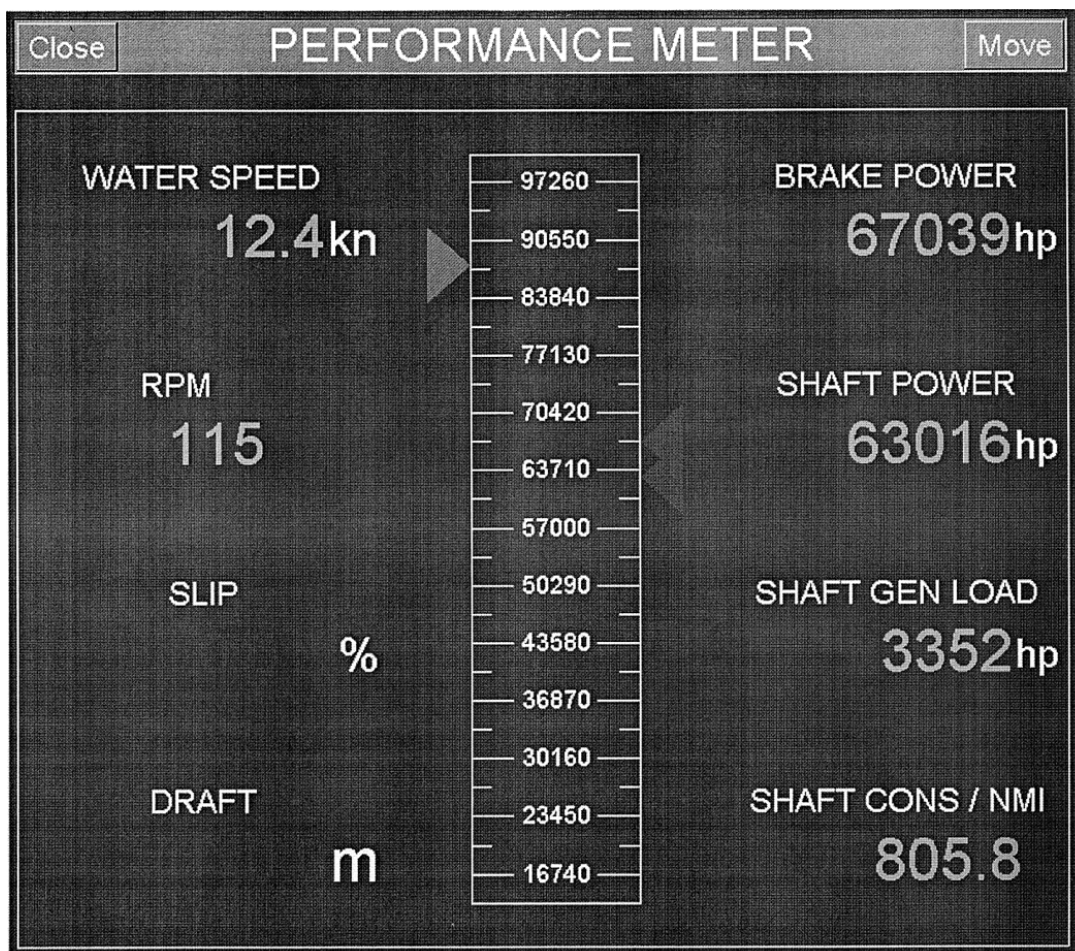 Close PERFORMANCE METER Move
WATER SPEED
12.4kn
RPM
115
SLIP
%
DRAFT
m
97260
90550
83840
77130
70420
63710
57000
50290
43580
36870
30160
23450
16740
BRAKE POWER
67039hp
SHAFT POWER
63016hp
SHAFT GEN LOAD
3352hp
SHAFT CONS / NMI
805.8